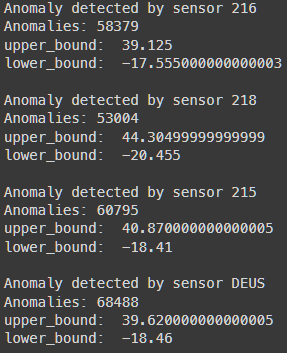 Anomaly detected by sensor 216
Anomalies: 58379
upper_bound:  39.125
lower_bound:  -17.555000000000003

Anomaly detected by sensor 218
Anomalies: 53004
upper_bound:  44.30499999999999
lower_bound:  -20.455

Anomaly detected by sensor 215
Anomalies: 60795
upper_bound:  40.870000000000005
lower_bound:  -18.41

Anomaly detected by sensor DEUS
Anomalies: 68488
upper_bound:  39.620000000000005
lower_bound:  -18.46